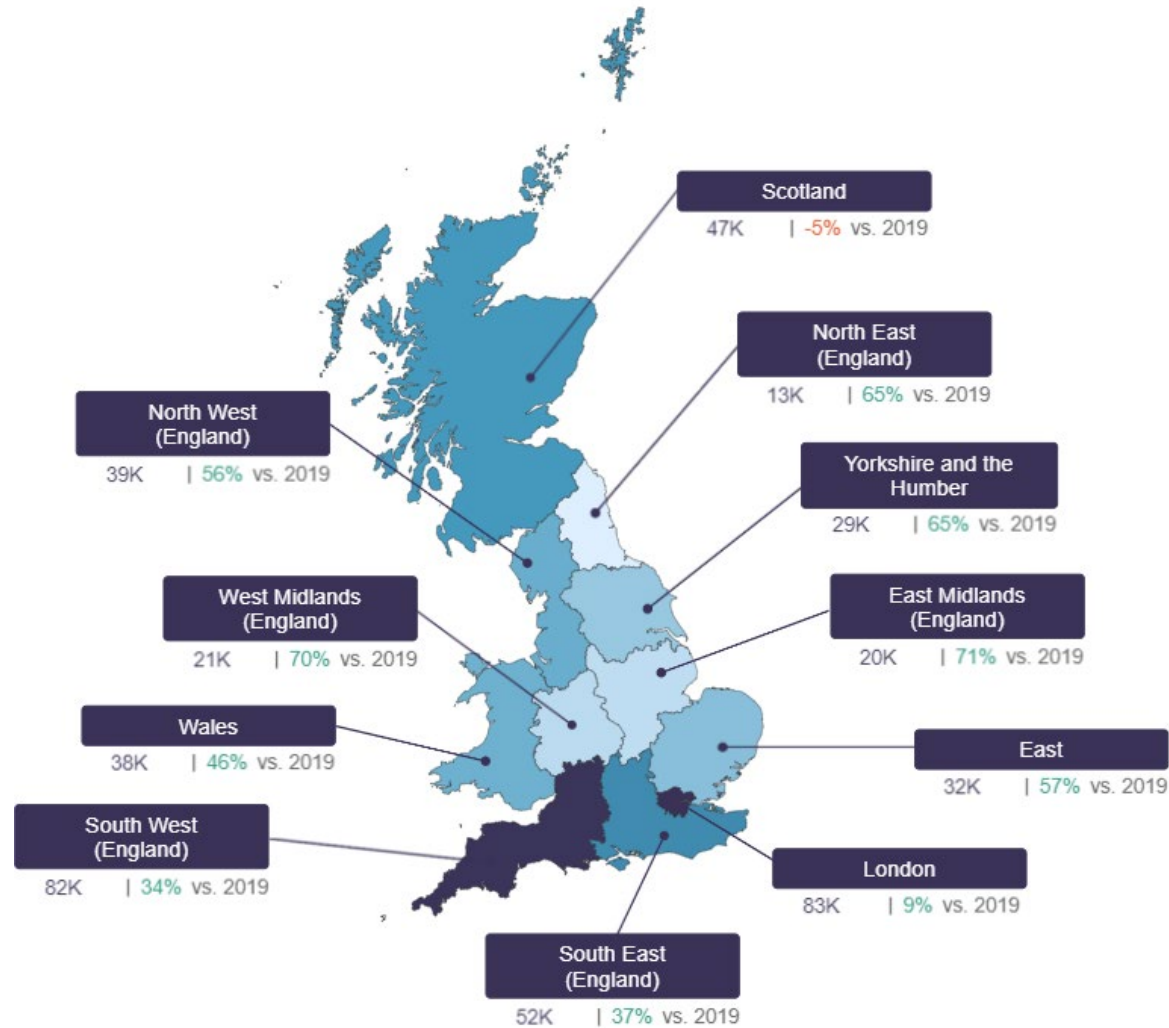 Scotland
47K | -5% vs. 2019
North East
(England)
13K | 65% vs. 2019
North West
(England)
39K | 56% vs. 2019
Yorkshire and the
Humber
29K | 65% vs. 2019
West Midlands
(England)
21K | 70% vs. 2019
East Midlands
(England)
20K | 71% vs. 2019
Wales
38K | 46% vs. 2019
East
32K | 57% vs. 2019
South West
(England)
82K | 34% vs. 2019
London
83K | 9% vs. 2019
South East
(England)
52K | 37% vs. 2019